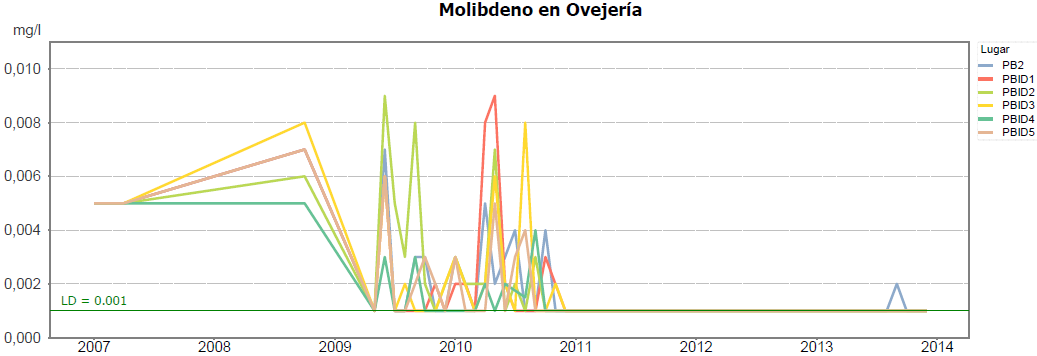 Molibdeno en Ovejería
mg/l
0,010
0,008
0,006
0,004
0,002
0,000
LD = 0.001
2007 2008 2009 2010 2011 2012 2013 2014
Lugar
PB2
PBID1
PBID2
PBID3
PBID4
PBID5